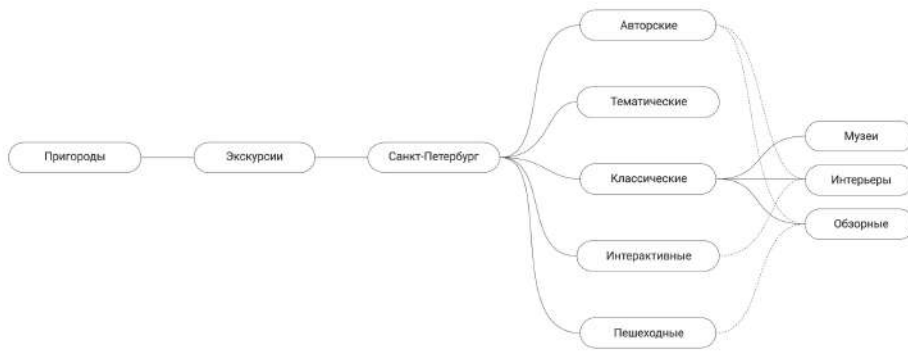 Авторские
Тематические
Музеи
Пригороды
Экскурсии
Санкт-Петербург
Классические
Интерьеры
Обзорные
Интерактивные
Пешеходные